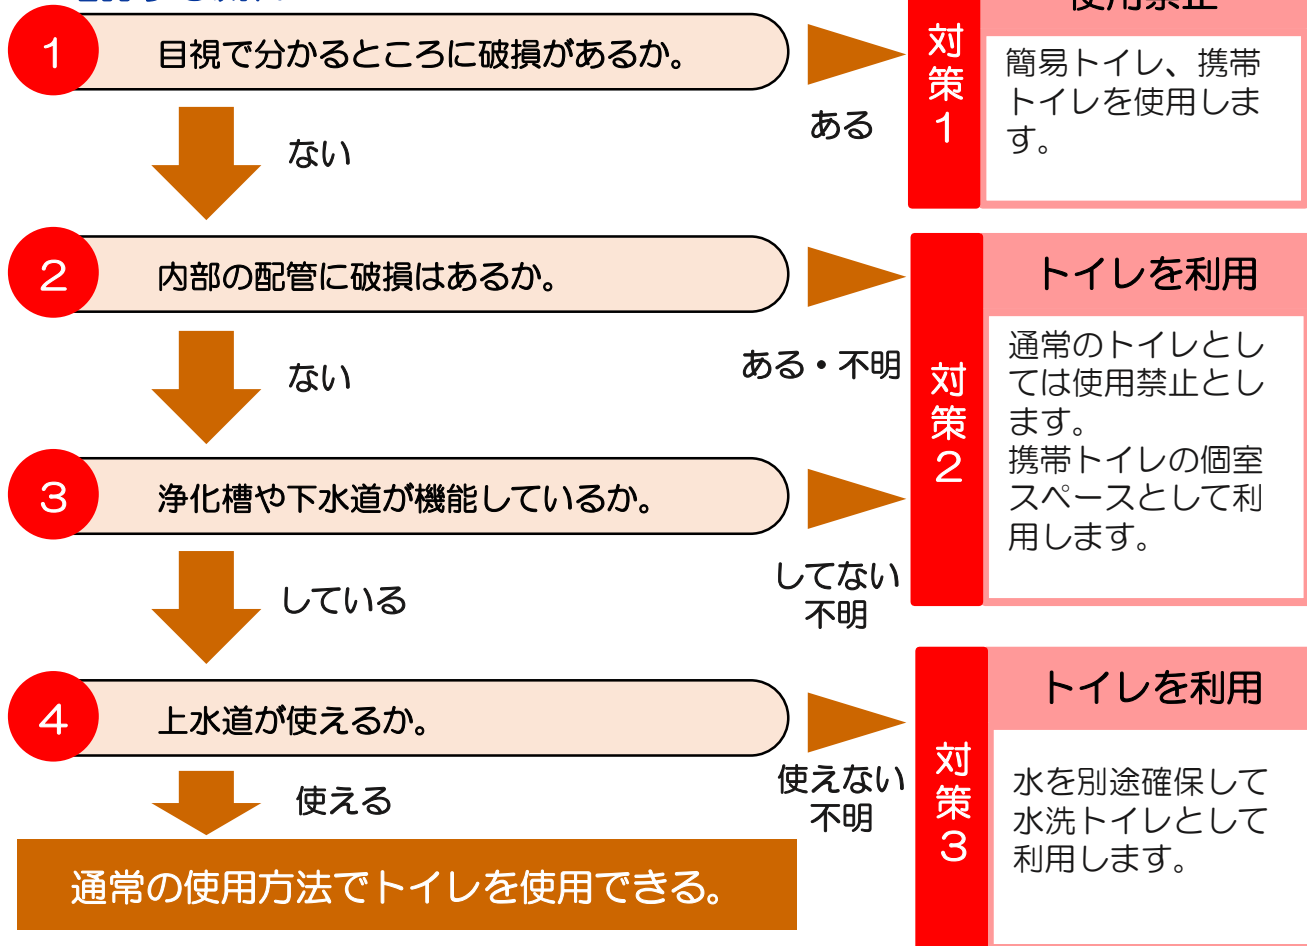 1
目視で分かるところに破損があるか。
ある
対策1
使用禁止
簡易トイレ、携帯
トイレを使用しま
す。
ない
2
内部の配管に破損はあるか。
ある・不明
ない
3
浄化槽や下水道が機能しているか。
してない
不明
対策2
トイレを利用
通常のトイレとし
ては使用禁止とし
ます。
携帯トイレの個室
スペースとして利
用します。
している
4
上水道が使えるか。
使えない
不明
対策3
トイレを利用
水を別途確保して
水洗トイレとして
利用します。
使える
通常の使用方法でトイレを使用できる。